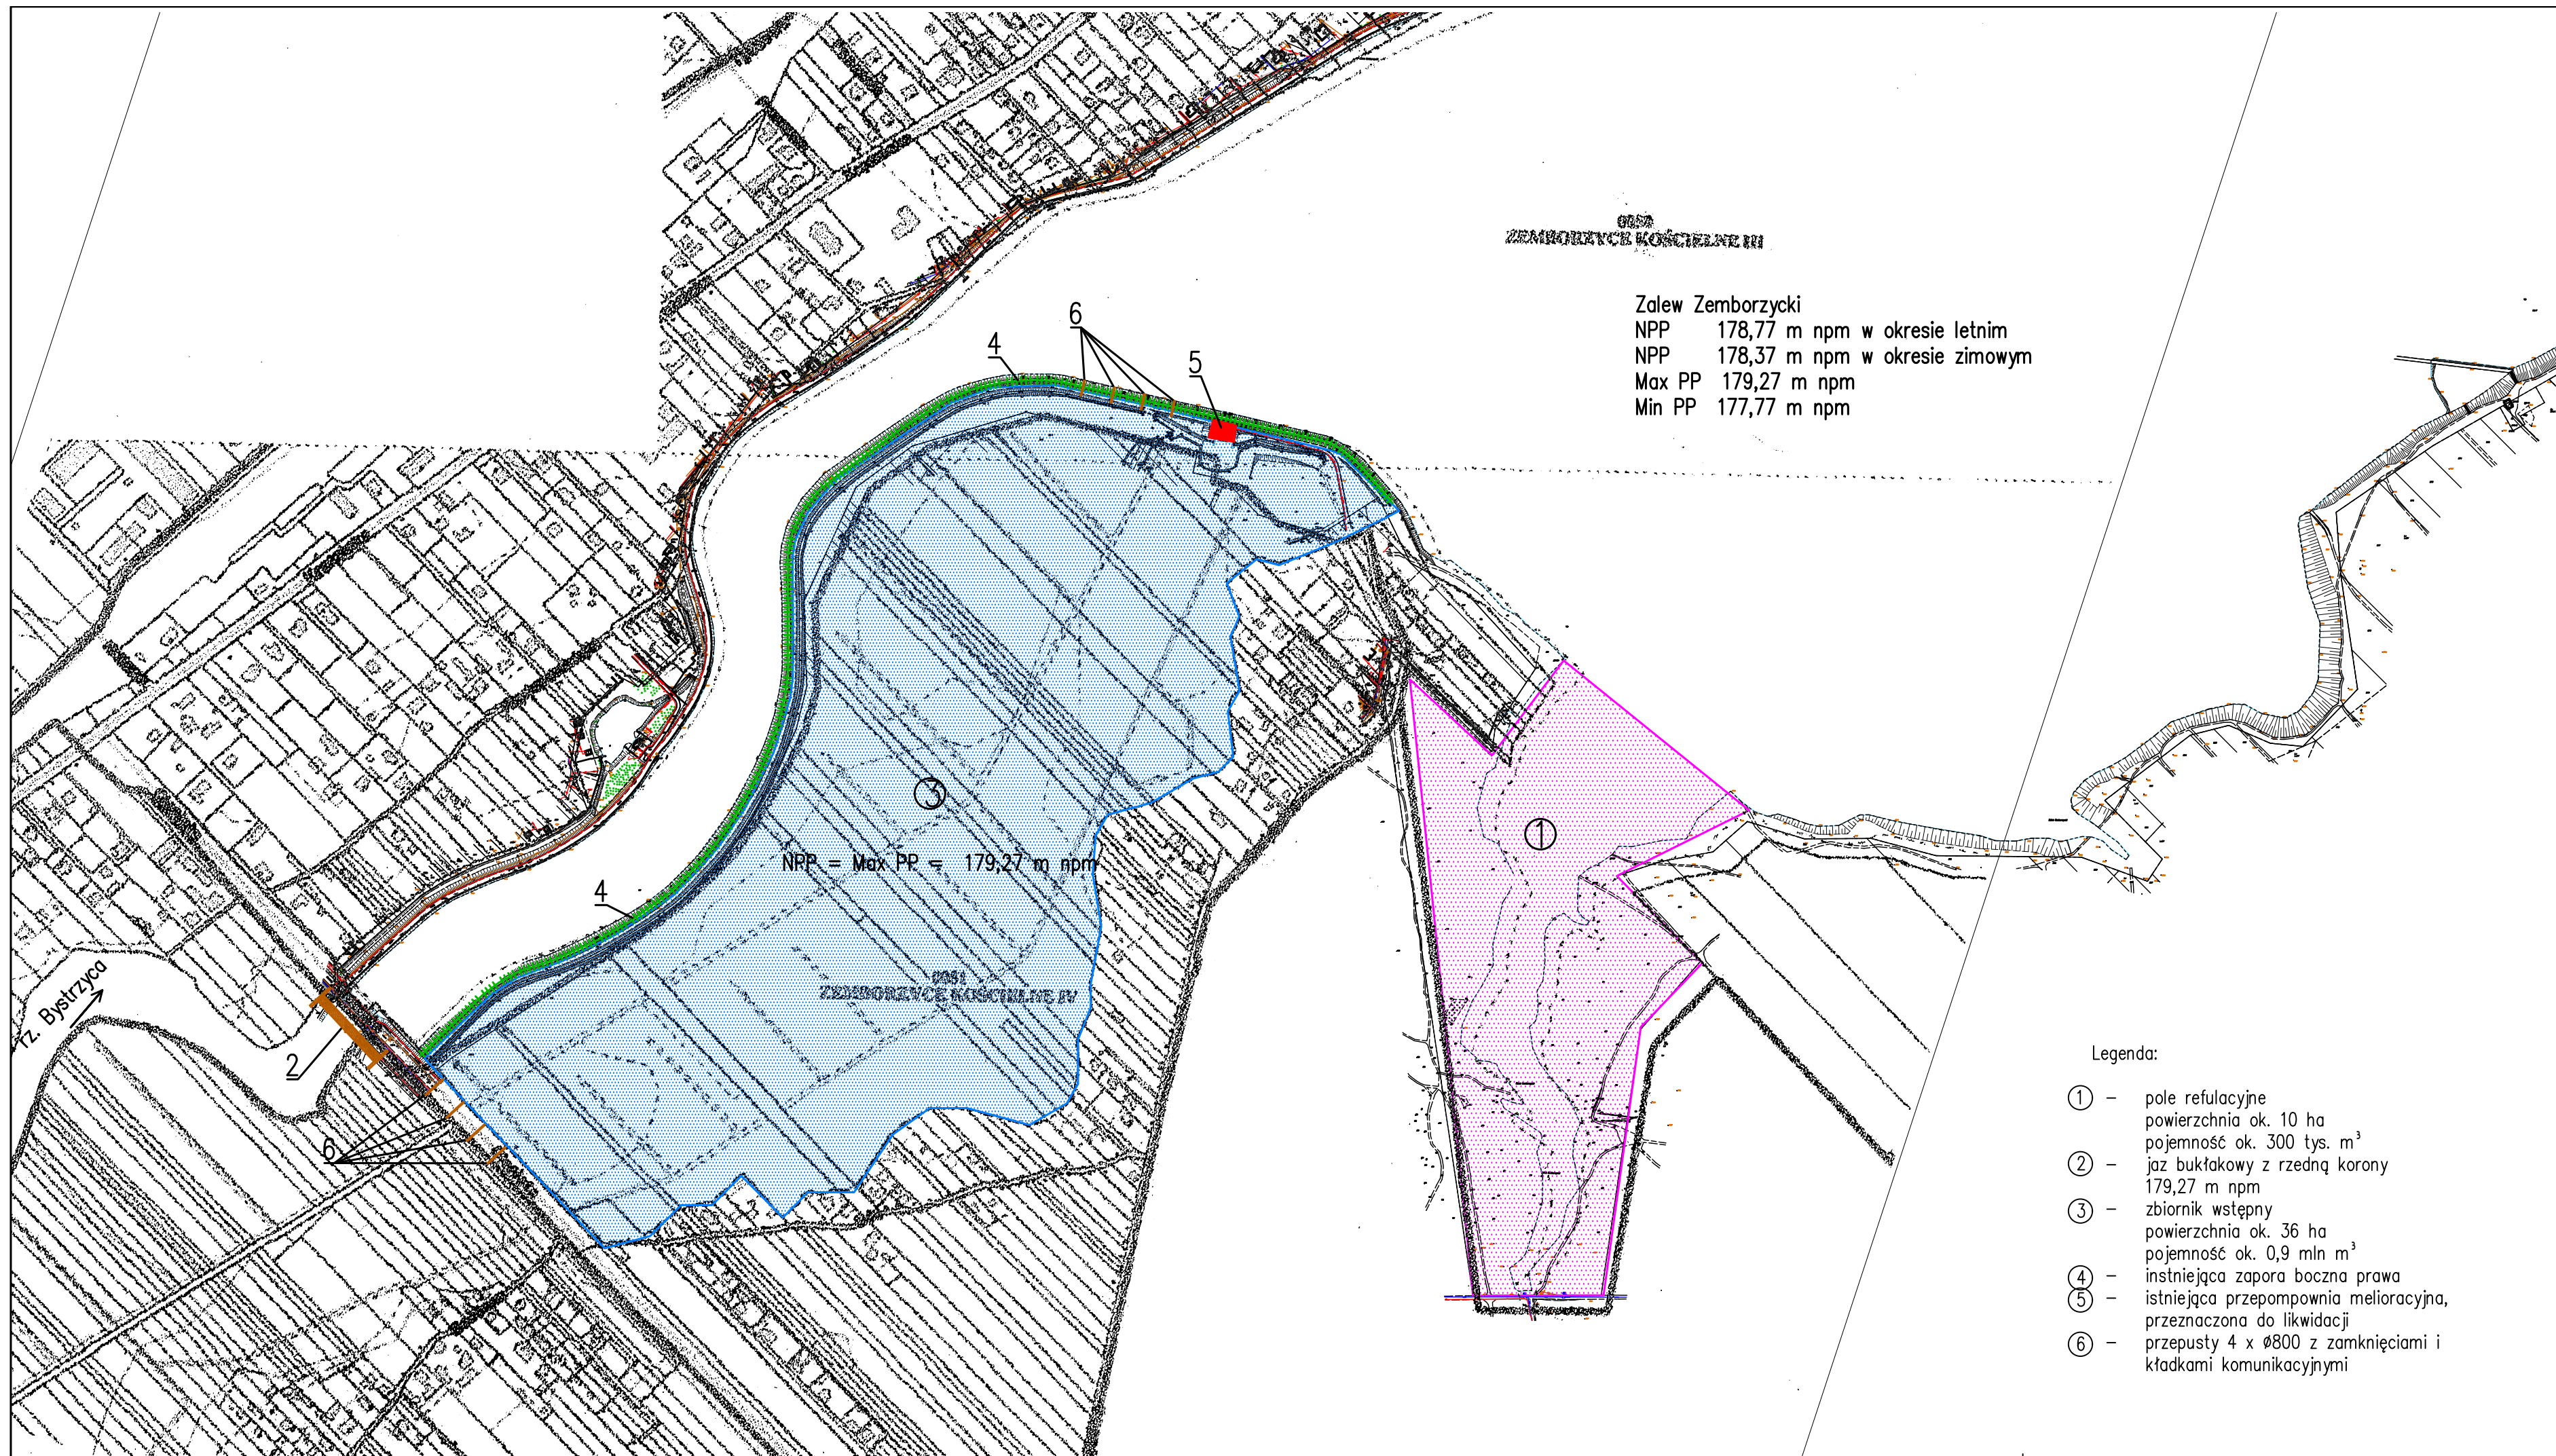 ZEMBORZYCE KOŚCIELNE III
Zalew Zemborzycki
NPP 178,77 m npm w okresie letnim
NPP 178,37 m npm w okresie zimowym
Max PP 179,27 m npm
Min PP 177,77 m npm
6
4
5
3
1
NPP = Max PP = 179,27 m npm
4
ZEMBORZYCE KOŚCIELNE IV
rz. Bystrzyca
2
6
Legenda:
1 - pole refulacyjne
powierzchnia ok. 10 ha
pojemność ok. 300 tys. m³
2 - jaz bukłakowy z rzedną korony
179,27 m npm
3 - zbiornik wstępny
powierzchnia ok. 36 ha
pojemność ok. 0,9 mln m³
4 - instniejąca zapora boczna prawa
5 - istniejąca przepompownia melioracyjna,
przeznaczona do likwidacji
6 - przepusty 4 x ø800 z zamknięciami i
kładkami komunikacyjnymi